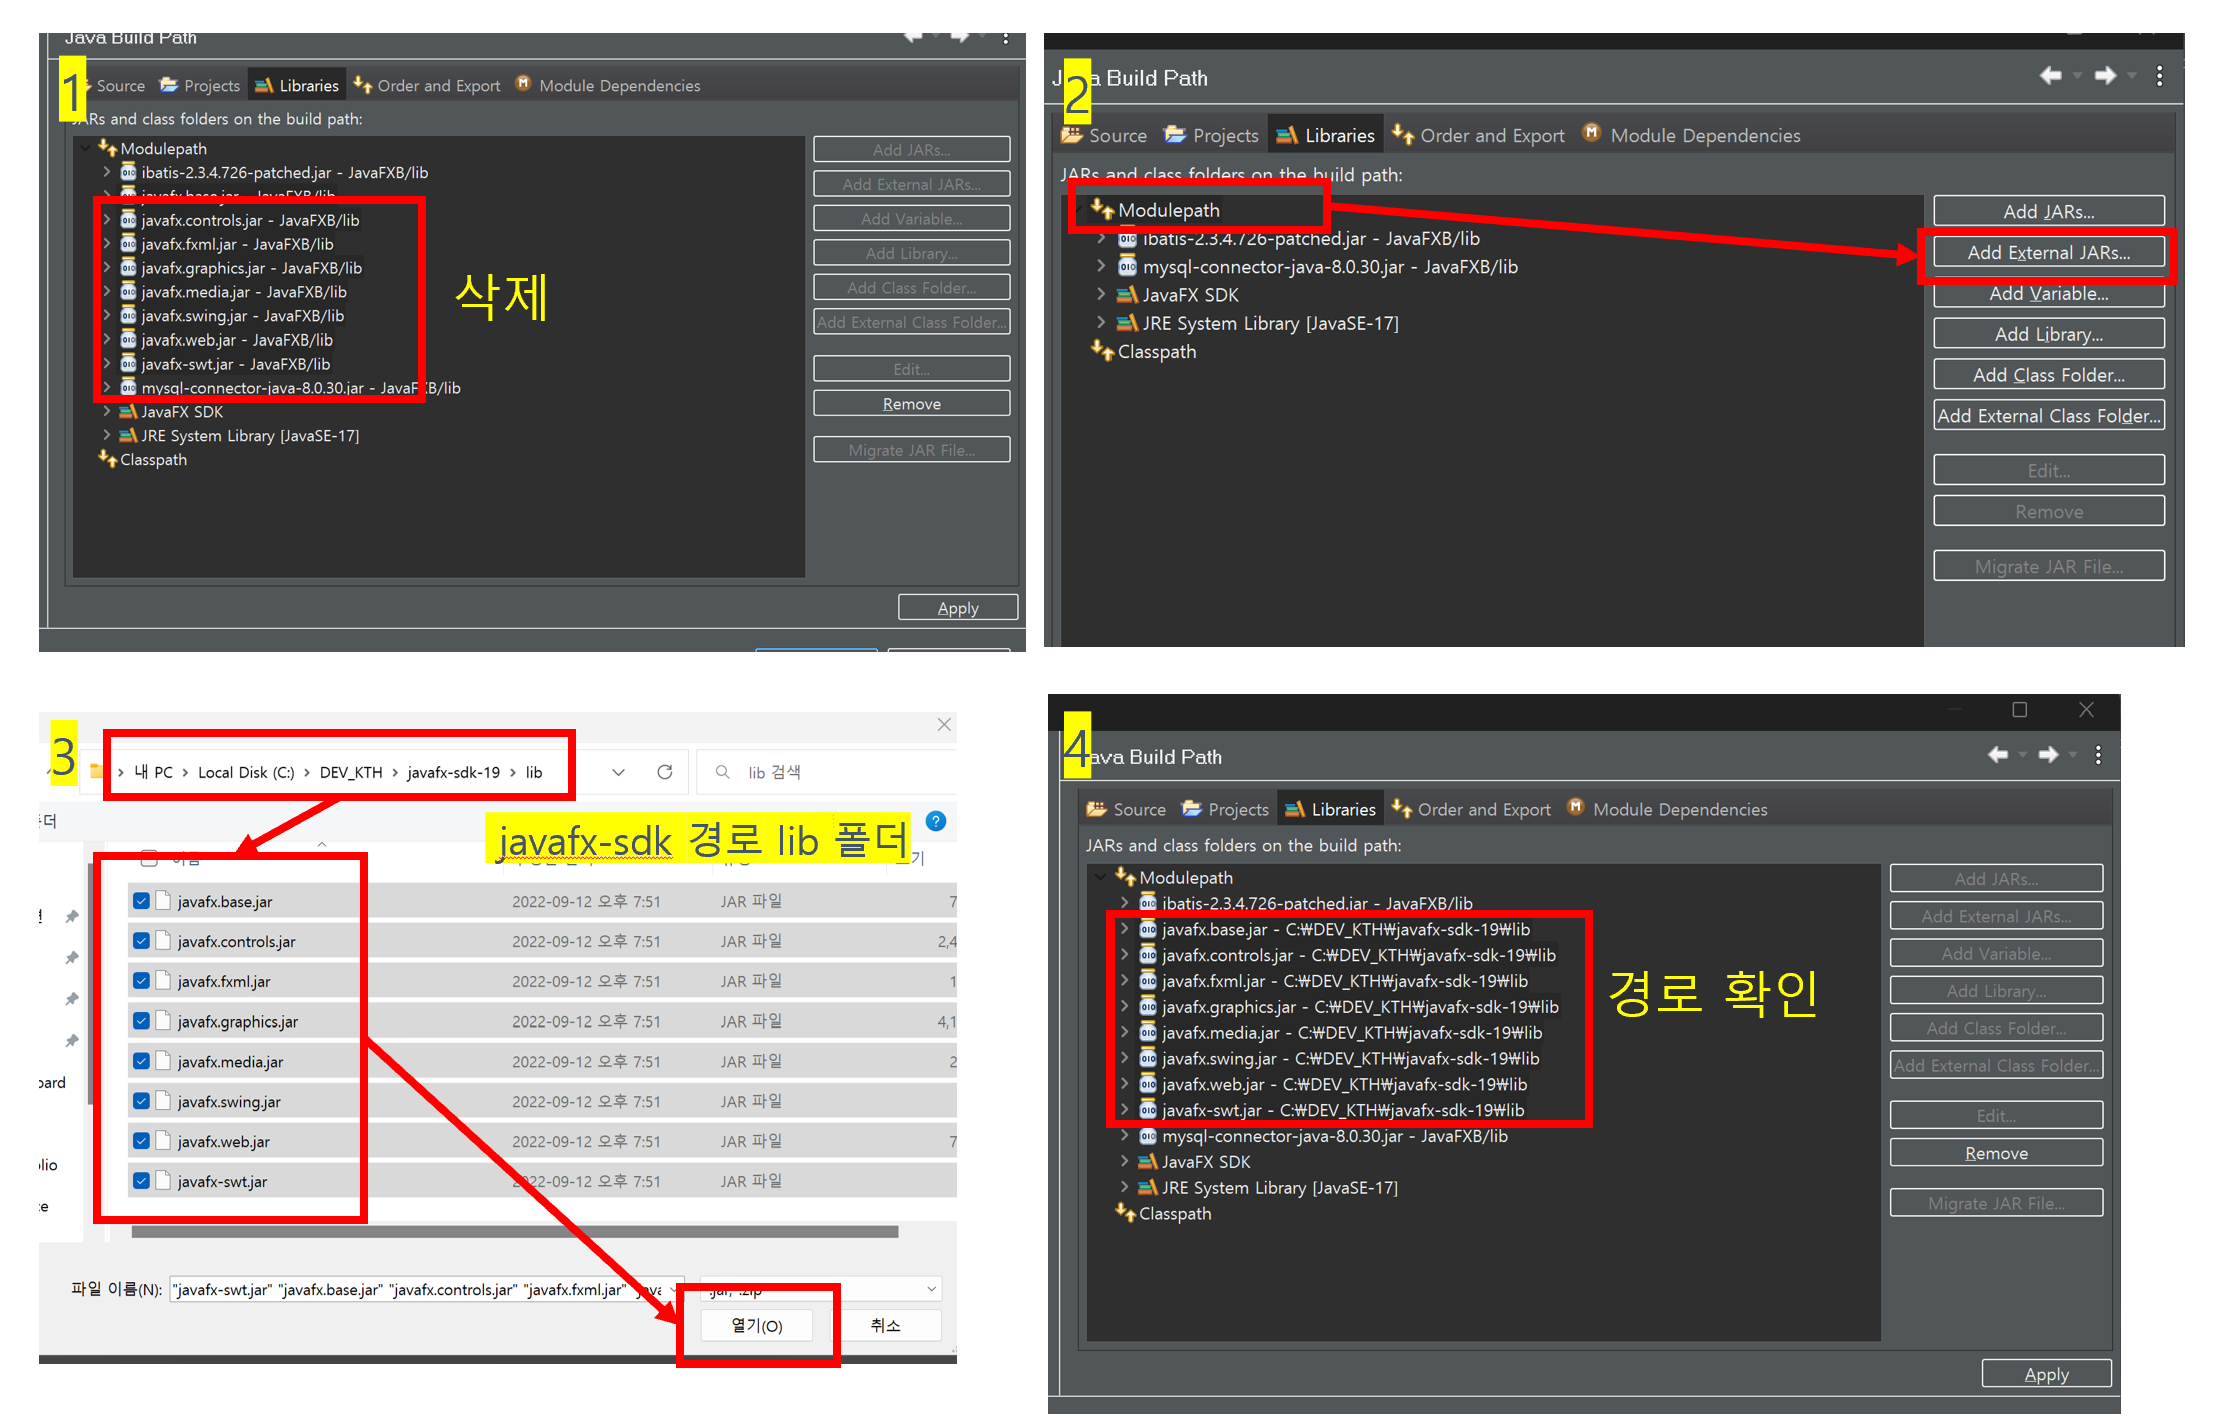 Java Build Path
1
Source Projects Libraries Order and Export Module Dependencies
JARs and class folders on the build path:
Modulepath
ibatis-2.3.4.726-patched.jar - JavaFXB/lib
javafx.base.jar - JavaFXB/lib
javafx.controls.jar - JavaFXB/lib
javafx.fxml.jar - JavaFXB/lib
javafx.graphics.jar - JavaFXB/lib
javafx.media.jar - JavaFXB/lib
javafx.swing.jar - JavaFXB/lib
javafx.web.jar - JavaFXB/lib
javafx-swt.jar - JavaFXB/lib
mysql-connector-java-8.0.30.jar - JavaFXB/lib
JavaFX SDK
JRE System Library [JavaSE-17]
Classpath
삭제
Add JARs...
Add External JARs...
Add Variable...
Add Library...
Add Class Folder...
Add External Class Folder...
Edit...
Remove
Migrate JAR File...
Apply
2
Java Build Path
Source Projects Libraries Order and Export Module Dependencies
JARs and class folders on the build path:
Modulepath
ibatis-2.3.4.726-patched.jar - JavaFXB/lib
mysql-connector-java-8.0.30.jar - JavaFXB/lib
JavaFX SDK
JRE System Library [JavaSE-17]
Classpath
Add JARs...
Add External JARs...
Add Variable...
Add Library...
Add Class Folder...
Add External Class Folder...
Edit...
Remove
Migrate JAR File...
3
내 PC > Local Disk (C:) > DEV_KTH > javafx-sdk-19 > lib
lib 검색
javafx-sdk 경로 lib 폴더
이름
javafx.base.jar 2022-09-12 오후 7:51 JAR 파일 7
javafx.controls.jar 2022-09-12 오후 7:51 JAR 파일 2,4
javafx.fxml.jar 2022-09-12 오후 7:51 JAR 파일 1
javafx.graphics.jar 2022-09-12 오후 7:51 JAR 파일 4,1
javafx.media.jar 2022-09-12 오후 7:51 JAR 파일 2
javafx.swing.jar 2022-09-12 오후 7:51 JAR 파일
javafx.web.jar 2022-09-12 오후 7:51 JAR 파일 7
javafx-swt.jar 2022-09-12 오후 7:51 JAR 파일
파일 이름(N): "javafx-swt.jar" "javafx.base.jar" "javafx.controls.jar" "javafx.fxml.jar" "java
열기(O)
취소
4
Java Build Path
Source Projects Libraries Order and Export Module Dependencies
JARs and class folders on the build path:
Modulepath
ibatis-2.3.4.726-patched.jar - JavaFXB/lib
javafx.base.jar - C:₩DEV_KTH₩javafx-sdk-19₩lib
javafx.controls.jar - C:₩DEV_KTH₩javafx-sdk-19₩lib
javafx.fxml.jar - C:₩DEV_KTH₩javafx-sdk-19₩lib
javafx.graphics.jar - C:₩DEV_KTH₩javafx-sdk-19₩lib
javafx.media.jar - C:₩DEV_KTH₩javafx-sdk-19₩lib
javafx.swing.jar - C:₩DEV_KTH₩javafx-sdk-19₩lib
javafx.web.jar - C:₩DEV_KTH₩javafx-sdk-19₩lib
javafx-swt.jar - C:₩DEV_KTH₩javafx-sdk-19₩lib
mysql-connector-java-8.0.30.jar - JavaFXB/lib
JavaFX SDK
JRE System Library [JavaSE-17]
Classpath
경로 확인
Add JARs...
Add External JARs...
Add Variable...
Add Library...
Add Class Folder...
Add External Class Folder...
Edit...
Remove
Migrate JAR File...
Apply